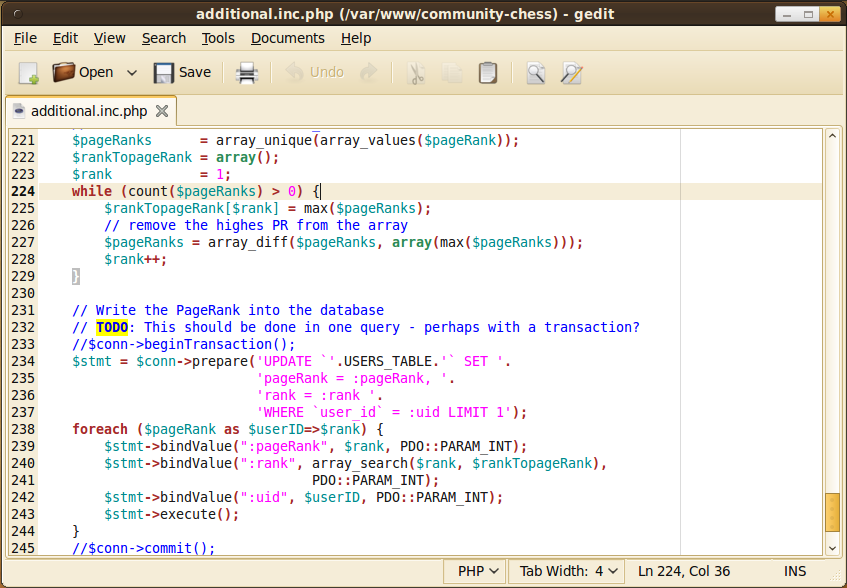 additional.inc.php (/var/www/community-chess) - gedit
File Edit View Search Tools Documents Help
Open Save Undo
additional.inc.php
221 $pageRanks      = array_unique(array_values($pageRank));
222 $rankTopageRank = array();
223 $rank           = 1;
224 while (count($pageRanks) > 0) {
225     $rankTopageRank[$rank] = max($pageRanks);
226     // remove the highes PR from the array
227     $pageRanks = array_diff($pageRanks, array(max($pageRanks)));
228     $rank++;
229 }
230
231 // Write the PageRank into the database
232 // TODO: This should be done in one query - perhaps with a transaction?
233 //$conn->beginTransaction();
234 $stmt = $conn->prepare('UPDATE `'.USERS_TABLE.'` SET '.
235                        'pageRank = :pageRank, '.
236                        'rank = :rank '.
237                        'WHERE `user_id` = :uid LIMIT 1');
238 foreach ($pageRank as $userID=>$rank) {
239     $stmt->bindValue(":pageRank", $rank, PDO::PARAM_INT);
240     $stmt->bindValue(":rank", array_search($rank, $rankTopageRank),
241                               PDO::PARAM_INT);
242     $stmt->bindValue(":uid", $userID, PDO::PARAM_INT);
243     $stmt->execute();
244 }
245 //$conn->commit();
PHP Tab Width: 4 Ln 224, Col 36 INS